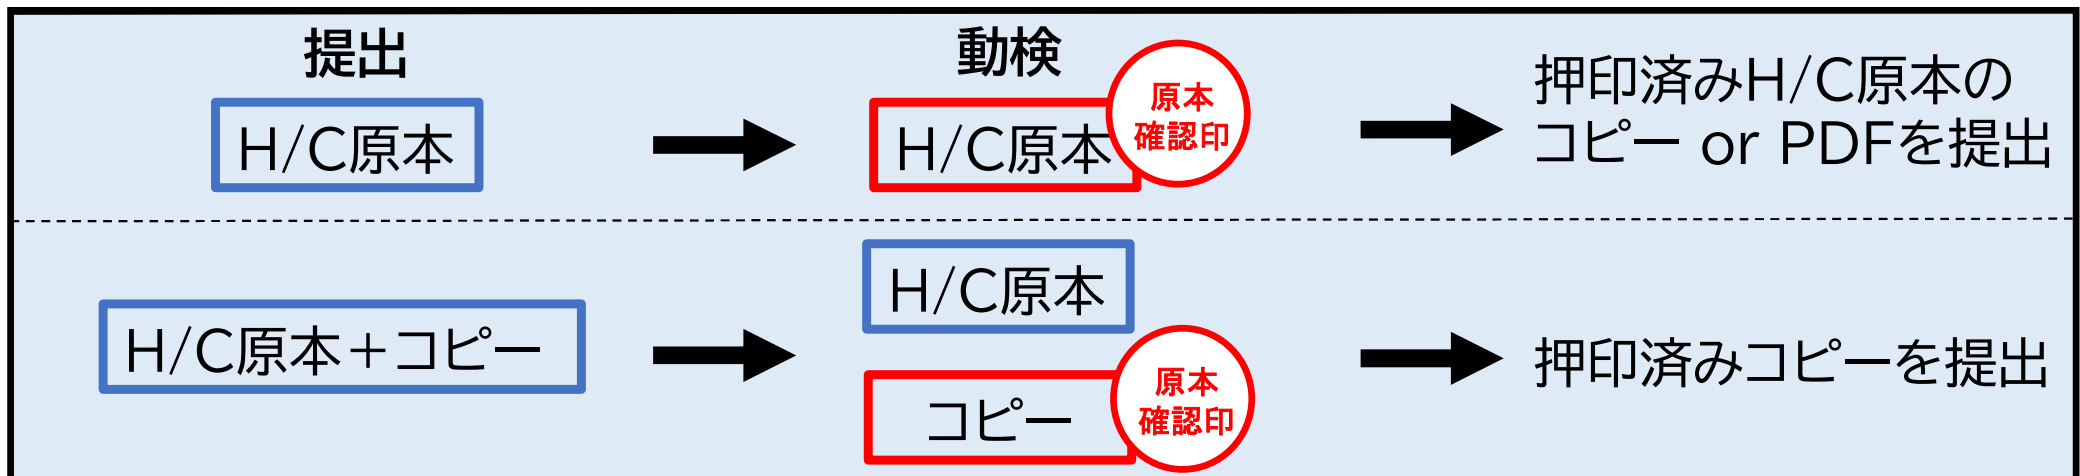 提出
動検
H/C原本
H/C原本
原本
確認印
押印済みH/C原本の
コピー or PDFを提出
H/C原本+コピー
H/C原本
コピー
原本
確認印
押印済みコピーを提出